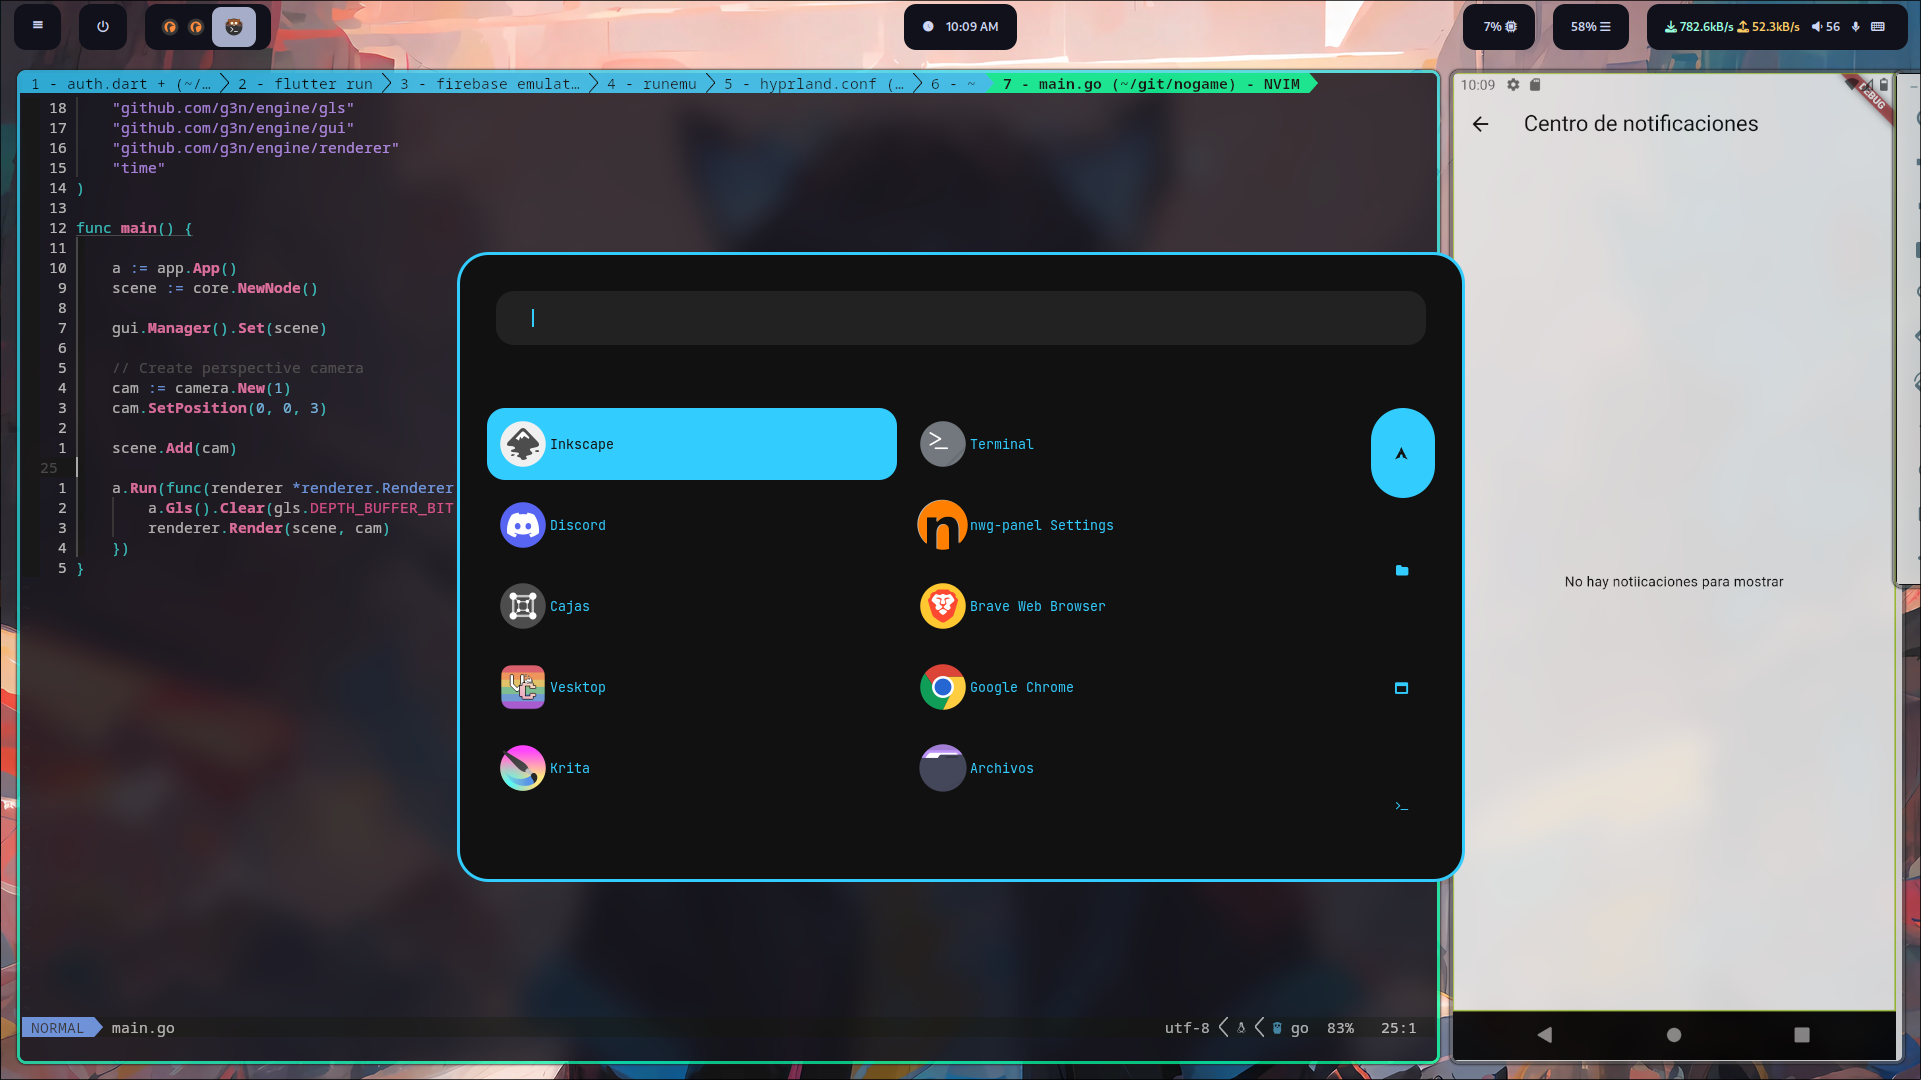 10:09 AM
7%
58%
782.6kB/s 52.3kB/s 56
1 - auth.dart + (~/… 2 - flutter run 3 - firebase emulat… 4 - runemu 5 - hyprland.conf (… 6 - ~ 7 - main.go (~/git/nogame) - NVIM
18 "github.com/g3n/engine/gls"
17 "github.com/g3n/engine/gui"
16 "github.com/g3n/engine/renderer"
15 "time"
14 )
13
12 func main() {
11
10 a := app.App()
9 scene := core.NewNode()
8
7 gui.Manager().Set(scene)
6
5 // Create perspective camera
4 cam := camera.New(1)
3 cam.SetPosition(0, 0, 3)
2
1 scene.Add(cam)
25
1 a.Run(func(renderer *renderer.Renderer
2 a.Gls().Clear(gls.DEPTH_BUFFER_BIT
3 renderer.Render(scene, cam)
4 })
5 }
NORMAL main.go
utf-8 go 83% 25:1
Inkscape
Terminal
Discord
nwg-panel Settings
Cajas
Brave Web Browser
Vesktop
Google Chrome
Krita
Archivos
10:09
DEBUG
Centro de notificaciones
No hay notiicaciones para mostrar